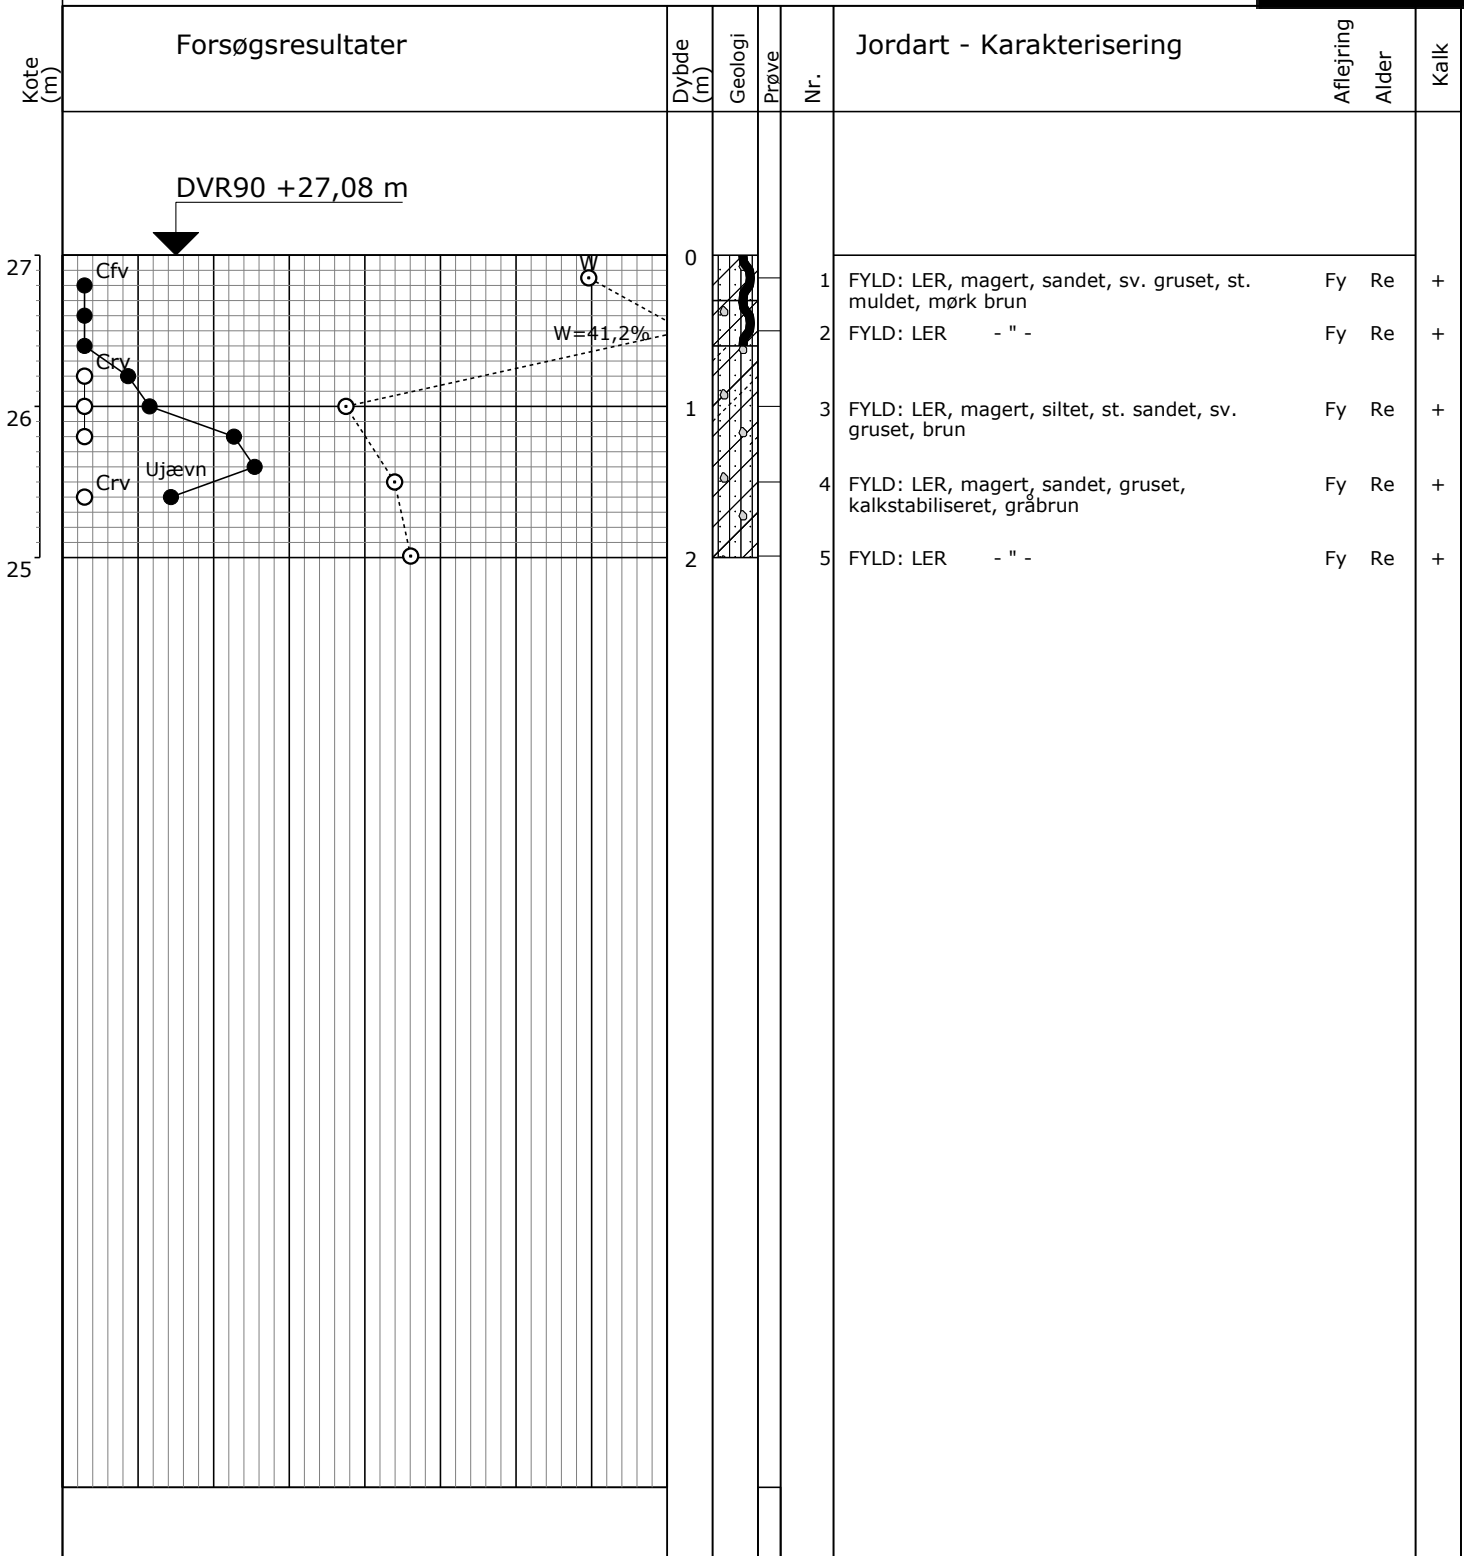 Kote
(m)
Forsøgsresultater
Dybde
(m)
Geologi
Prøve
Nr.
Jordart - Karakterisering
Aflejring
Alder
Kalk
DVR90 +27,08 m
27
Cfv
W
0
1 FYLD: LER, magert, sandet, sv. gruset, st. Fy Re +
muldet, mørk brun
W=41,2%
2 FYLD: LER - " - Fy Re +
Crv
26
1
3 FYLD: LER, magert, siltet, st. sandet, sv. Fy Re +
gruset, brun
Ujævn
Crv
4 FYLD: LER, magert, sandet, gruset, Fy Re +
kalkstabiliseret, gråbrun
25
2
5 FYLD: LER - " - Fy Re +